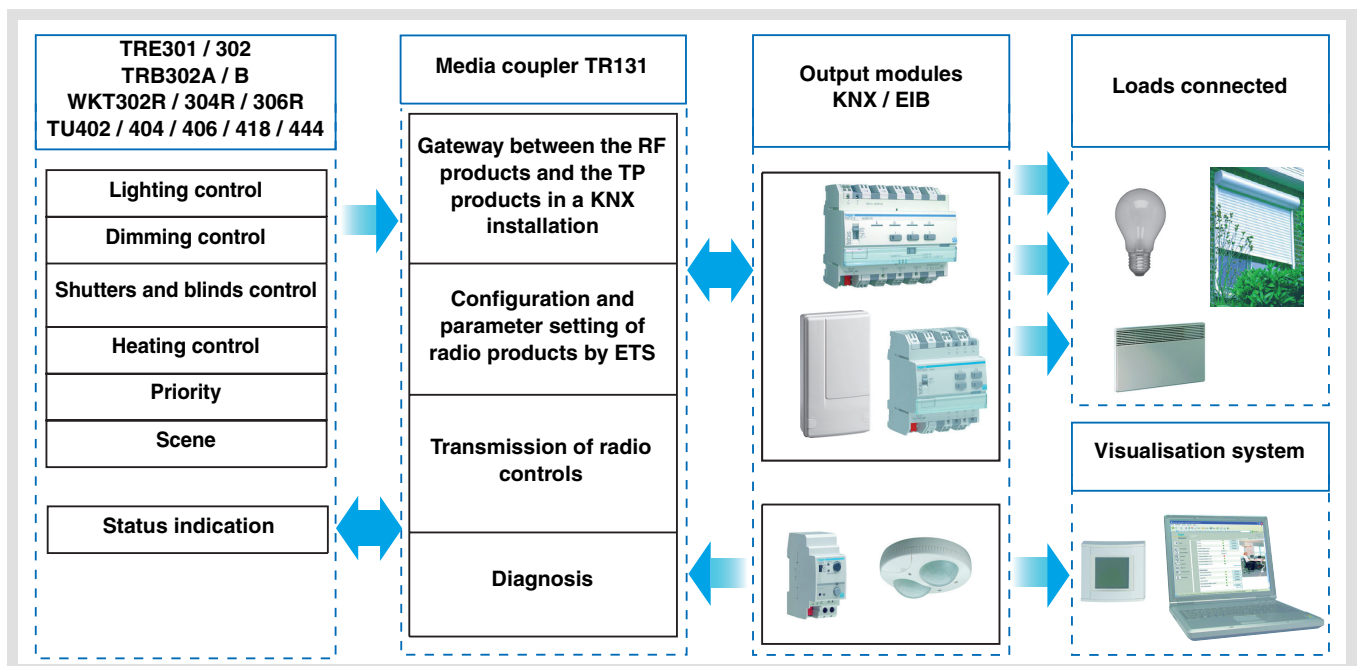 TRE301 / 302
TRB302A / B
WKT302R / 304R / 306R
TU402 / 404 / 406 / 418 / 444
Lighting control
Dimming control
Shutters and blinds control
Heating control
Priority
Scene
Status indication
Media coupler TR131
Gateway between the RF
products and the TP
products in a KNX
installation
Configuration and
parameter setting of
radio products by ETS
Transmission of radio
controls
Diagnosis
Output modules
KNX / EIB
Loads connected
Visualisation system